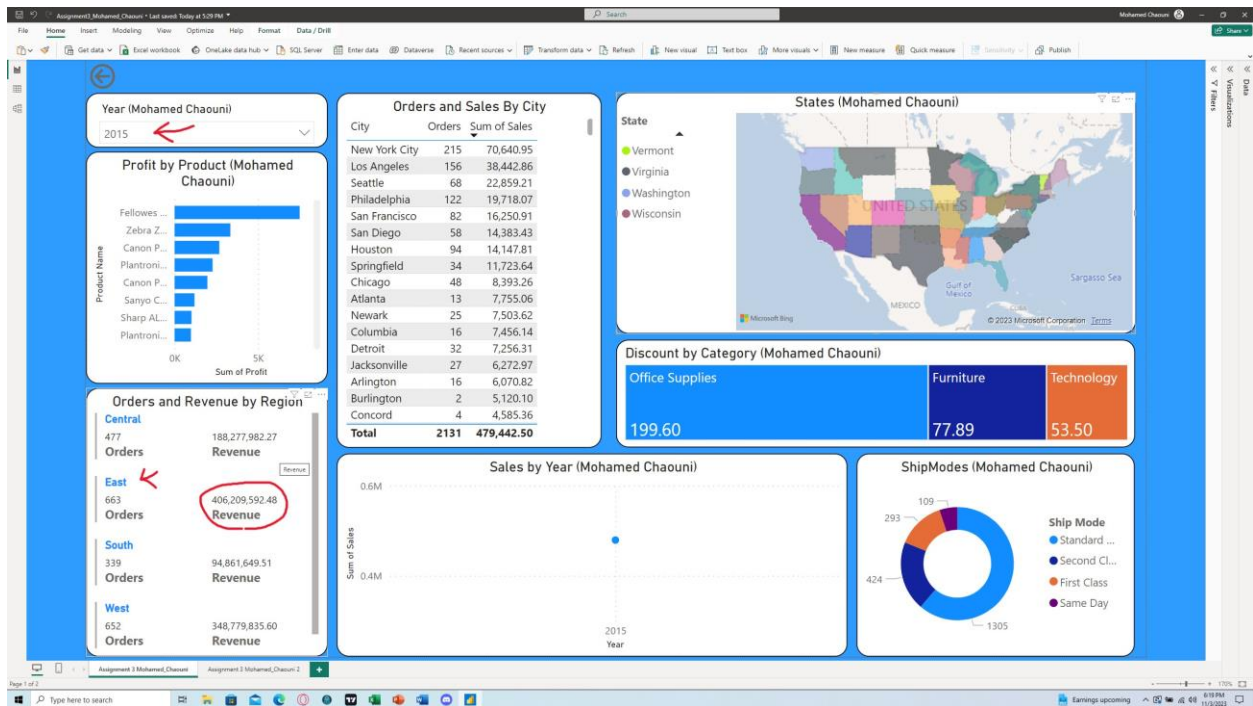 Assignment3_Mohamed_Chaouni • Last saved: Today at 5:29 PM
Search
Mohamed Chaouni
File Home Insert Modeling View Optimize Help Format Data / Drill
Share
Get data Excel workbook OneLake data hub SQL Server Enter data Dataverse Recent sources Transform data Refresh New visual Text box More visuals New measure Quick measure Sensitivity Publish
Filters
Visualizations
Data
Year (Mohamed Chaouni)
2015
Profit by Product (Mohamed
Chaouni)
Product Name
Fellowes ...
Zebra Z...
Canon P...
Plantroni...
Canon P...
Sanyo C...
Sharp AL...
Plantroni...
0K 5K
Sum of Profit
Orders and Revenue by Region
Central
477 188,277,982.27
Orders Revenue
Revenue
East
663 406,209,592.48
Orders Revenue
South
339 94,861,649.51
Orders Revenue
West
652 348,779,835.60
Orders Revenue
Orders and Sales By City
City Orders Sum of Sales
New York City 215 70,640.95
Los Angeles 156 38,442.86
Seattle 68 22,859.21
Philadelphia 122 19,718.07
San Francisco 82 16,250.91
San Diego 58 14,383.43
Houston 94 14,147.81
Springfield 34 11,723.64
Chicago 48 8,393.26
Atlanta 13 7,755.06
Newark 25 7,503.62
Columbia 16 7,456.14
Detroit 32 7,256.31
Jacksonville 27 6,272.97
Arlington 16 6,070.82
Burlington 2 5,120.10
Concord 4 4,585.36
Total 2131 479,442.50
States (Mohamed Chaouni)
State
Vermont
Virginia
Washington
Wisconsin
UNITED STATES
Gulf of
Mexico
Sargasso Sea
MEXICO
CUBA
Microsoft Bing
© 2023 Microsoft Corporation Terms
Discount by Category (Mohamed Chaouni)
Office Supplies Furniture Technology
199.60 77.89 53.50
Sales by Year (Mohamed Chaouni)
Sum of Sales
0.6M
0.4M
2015
Year
ShipModes (Mohamed Chaouni)
109
293
424
1305
Ship Mode
Standard ...
Second Cl...
First Class
Same Day
Assignment 3 Mohamed_Chaouni Assignment 3 Mohamed_Chaouni 2
Page 1 of 2
170%
Type here to search
Earnings upcoming
6:18 PM
11/3/2023